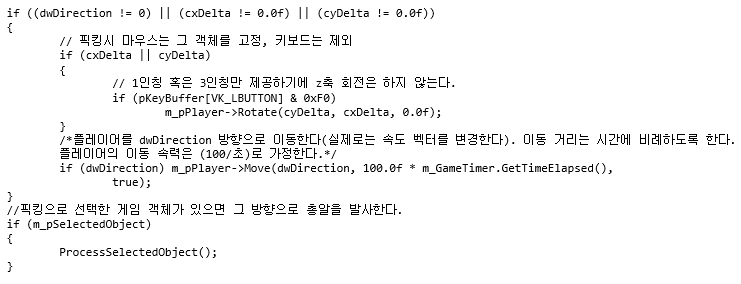 if ((dwDirection != 0) || (cxDelta != 0.0f) || (cyDelta != 0.0f))
{
// 픽킹시 마우스는 그 객체를 고정, 키보드는 제외
if (cxDelta || cyDelta)
{
// 1인칭 혹은 3인칭만 제공하기에 z축 회전은 하지 않는다.
if (pKeyBuffer[VK_LBUTTON] & 0xF0)
m_pPlayer->Rotate(cyDelta, cxDelta, 0.0f);
}
/*플레이어를 dwDirection 방향으로 이동한다(실제로는 속도 벡터를 변경한다). 이동 거리는 시간에 비례하도록 한다.
플레이어의 이동 속력은 (100/초)로 가정한다.*/
if (dwDirection) m_pPlayer->Move(dwDirection, 100.0f * m_GameTimer.GetTimeElapsed(),
true);
}
//픽킹으로 선택한 게임 객체가 있으면 그 방향으로 총알을 발사한다.
if (m_pSelectedObject)
{
ProcessSelectedObject();
}